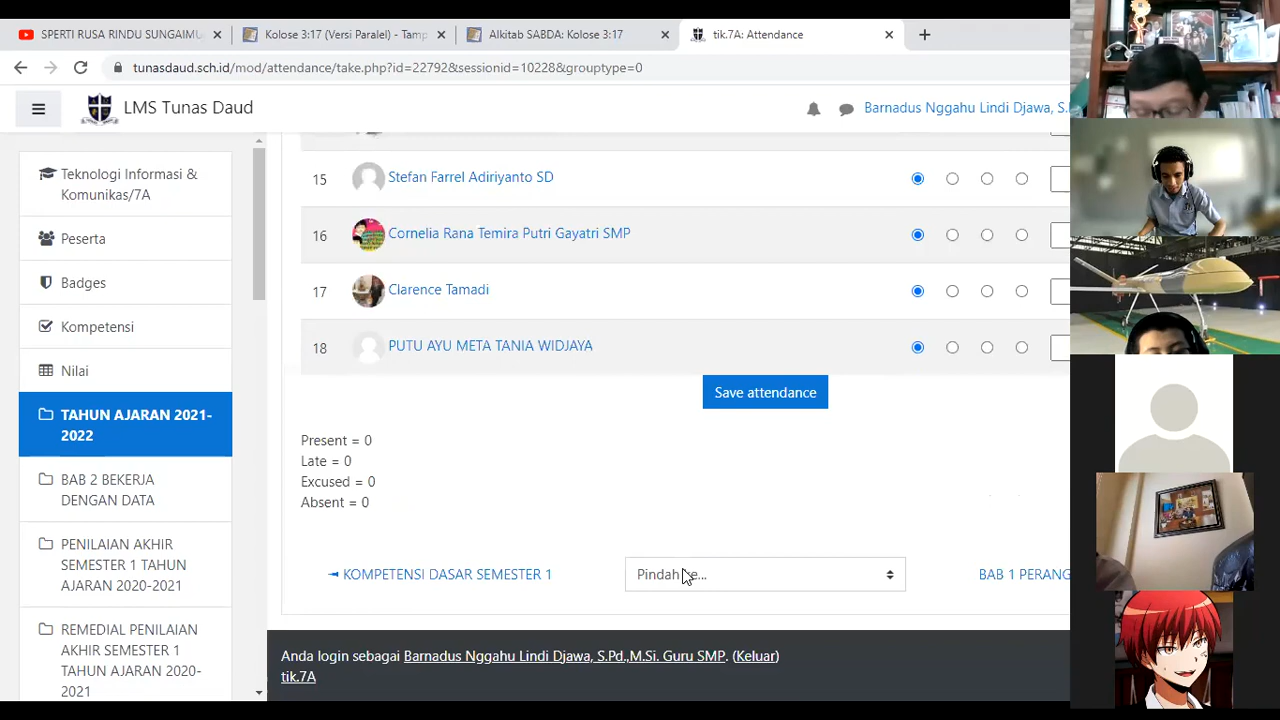 SPERTI RUSA RINDU SUNGAIMU
Kolose 3:17 (Versi Paralel) - Tamp
Alkitab SABDA: Kolose 3:17
tik.7A: Attendance
tunasdaud.sch.id/mod/attendance/take.php?id=22792&sessionid=10228&grouptype=0
LMS Tunas Daud
Barnadus Nggahu Lindi Djawa, S.
Teknologi Informasi &
Komunikas/7A
Peserta
Badges
Kompetensi
Nilai
TAHUN AJARAN 2021-
2022
BAB 2 BEKERJA
DENGAN DATA
PENILAIAN AKHIR
SEMESTER 1 TAHUN
AJARAN 2020-2021
REMEDIAL PENILAIAN
AKHIR SEMESTER 1
TAHUN AJARAN 2020-
2021
15 Stefan Farrel Adiriyanto SD
16 Cornelia Rana Temira Putri Gayatri SMP
17 Clarence Tamadi
18 PUTU AYU META TANIA WIDJAYA
Save attendance
Present = 0
Late = 0
Excused = 0
Absent = 0
◄ KOMPETENSI DASAR SEMESTER 1
Pindah ke...
BAB 1 PERANG
Anda login sebagai Barnadus Nggahu Lindi Djawa, S.Pd.,M.Si. Guru SMP. (Keluar)
tik.7A